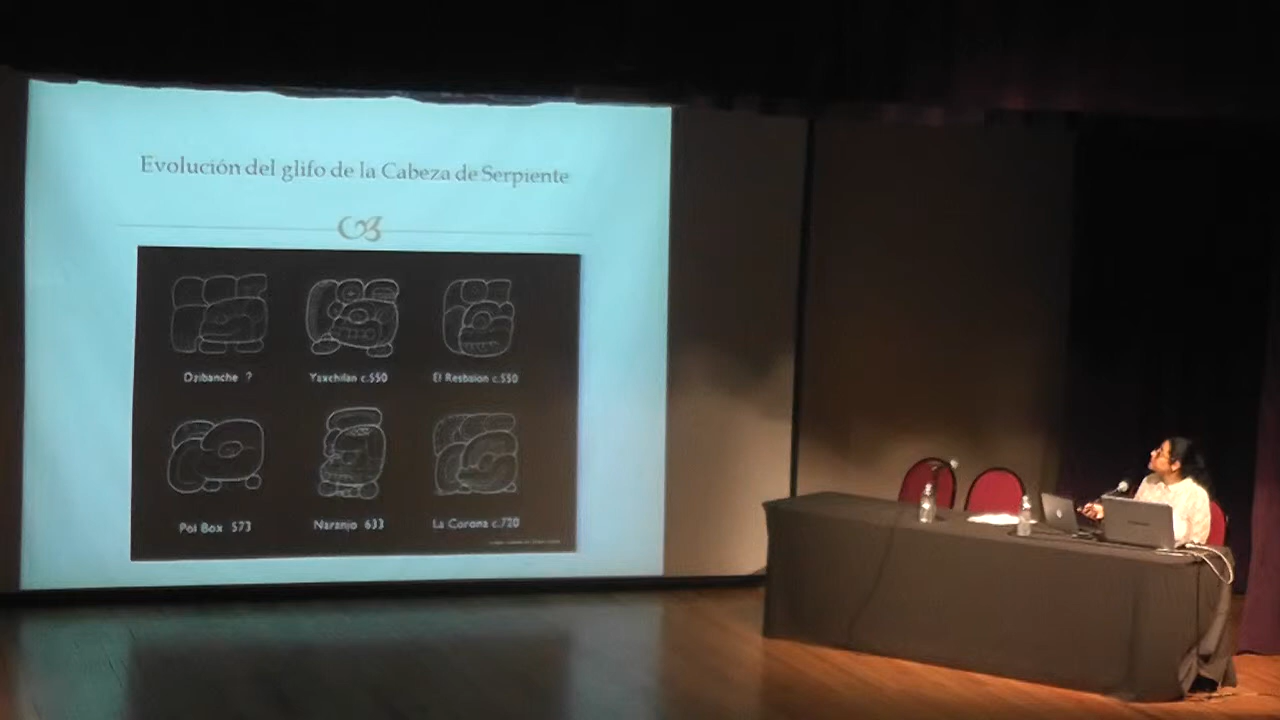 Evolución del glifo de la Cabeza de Serpiente
Dzibanche ? Yaxchilan c.550 El Resbalon c.550
Pol Box 573 Naranjo 633 La Corona c.720